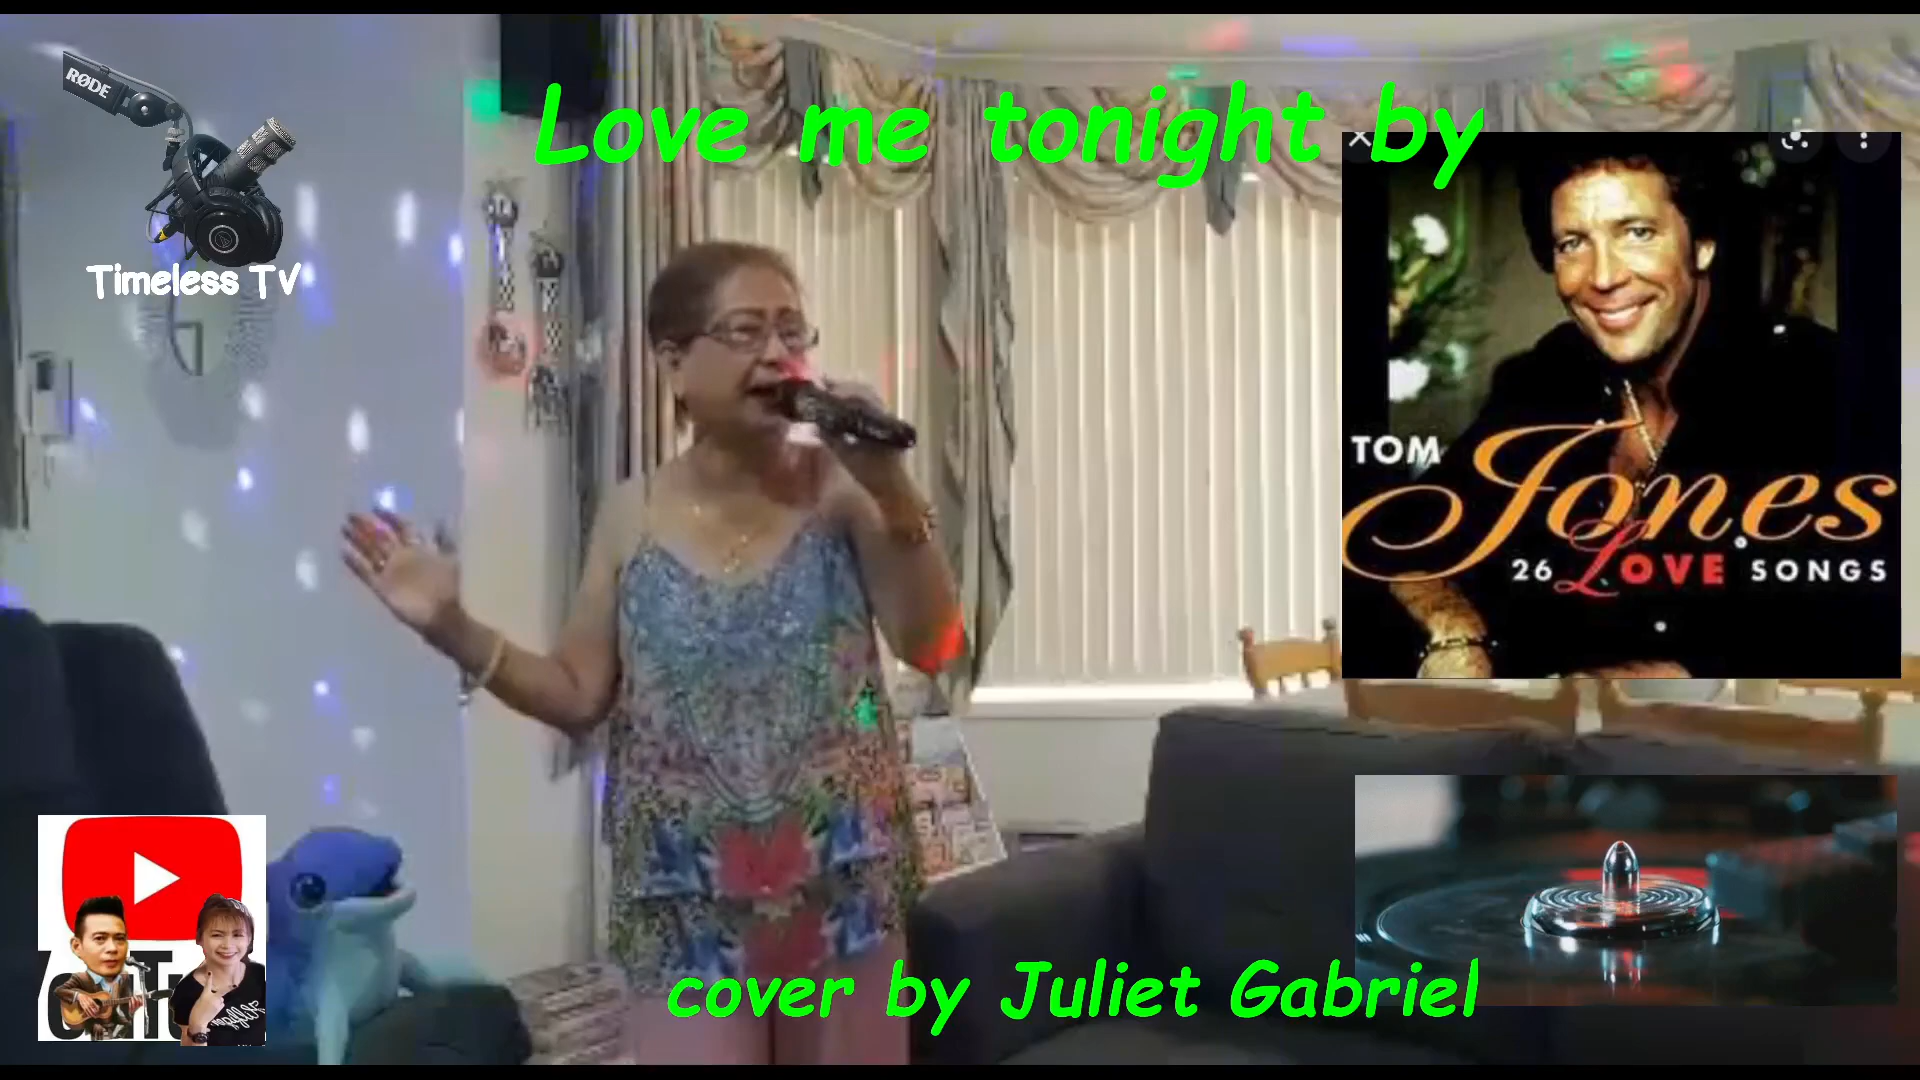 RØDE
Timeless TV
Love me tonight by
TOM
Jones
26 LOVE SONGS
cover by Juliet Gabriel